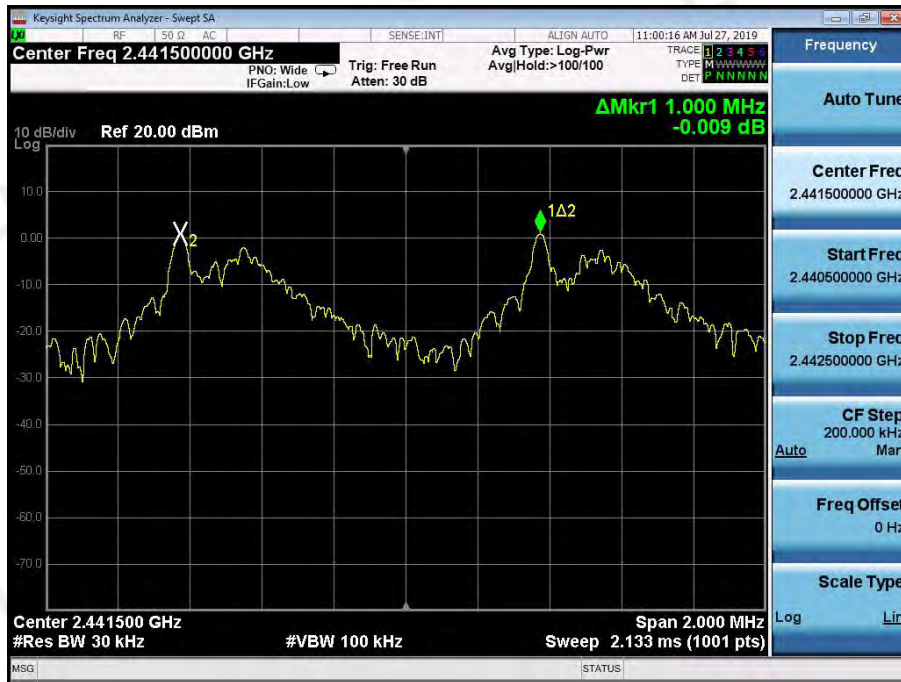 Keysight Spectrum Analyzer - Swept SA
LXI RF 50 Ω AC SENSE:INT ALIGN AUTO 11:00:16 AM Jul 27, 2019
Center Freq 2.441500000 GHz
PNO: Wide
IFGain:Low
Trig: Free Run
Atten: 30 dB
Avg Type: Log-Pwr
Avg|Hold:>100/100
TRACE 1 2 3 4 5 6
TYPE M WWWWW
DET P N N N N N
ΔMkr1 1.000 MHz
-0.009 dB
10 dB/div Ref 20.00 dBm
Log
10.0
0.00
-10.0
-20.0
-30.0
-40.0
-50.0
-60.0
-70.0
2
1Δ2
Center 2.441500 GHz
Span 2.000 MHz
#Res BW 30 kHz
#VBW 100 kHz
Sweep 2.133 ms (1001 pts)
MSG
STATUS
Frequency
Auto Tune
Center Freq
2.441500000 GHz
Start Freq
2.440500000 GHz
Stop Freq
2.442500000 GHz
CF Step
200.000 kHz
Auto Man
Freq Offset
0 Hz
Scale Type
Log Lin